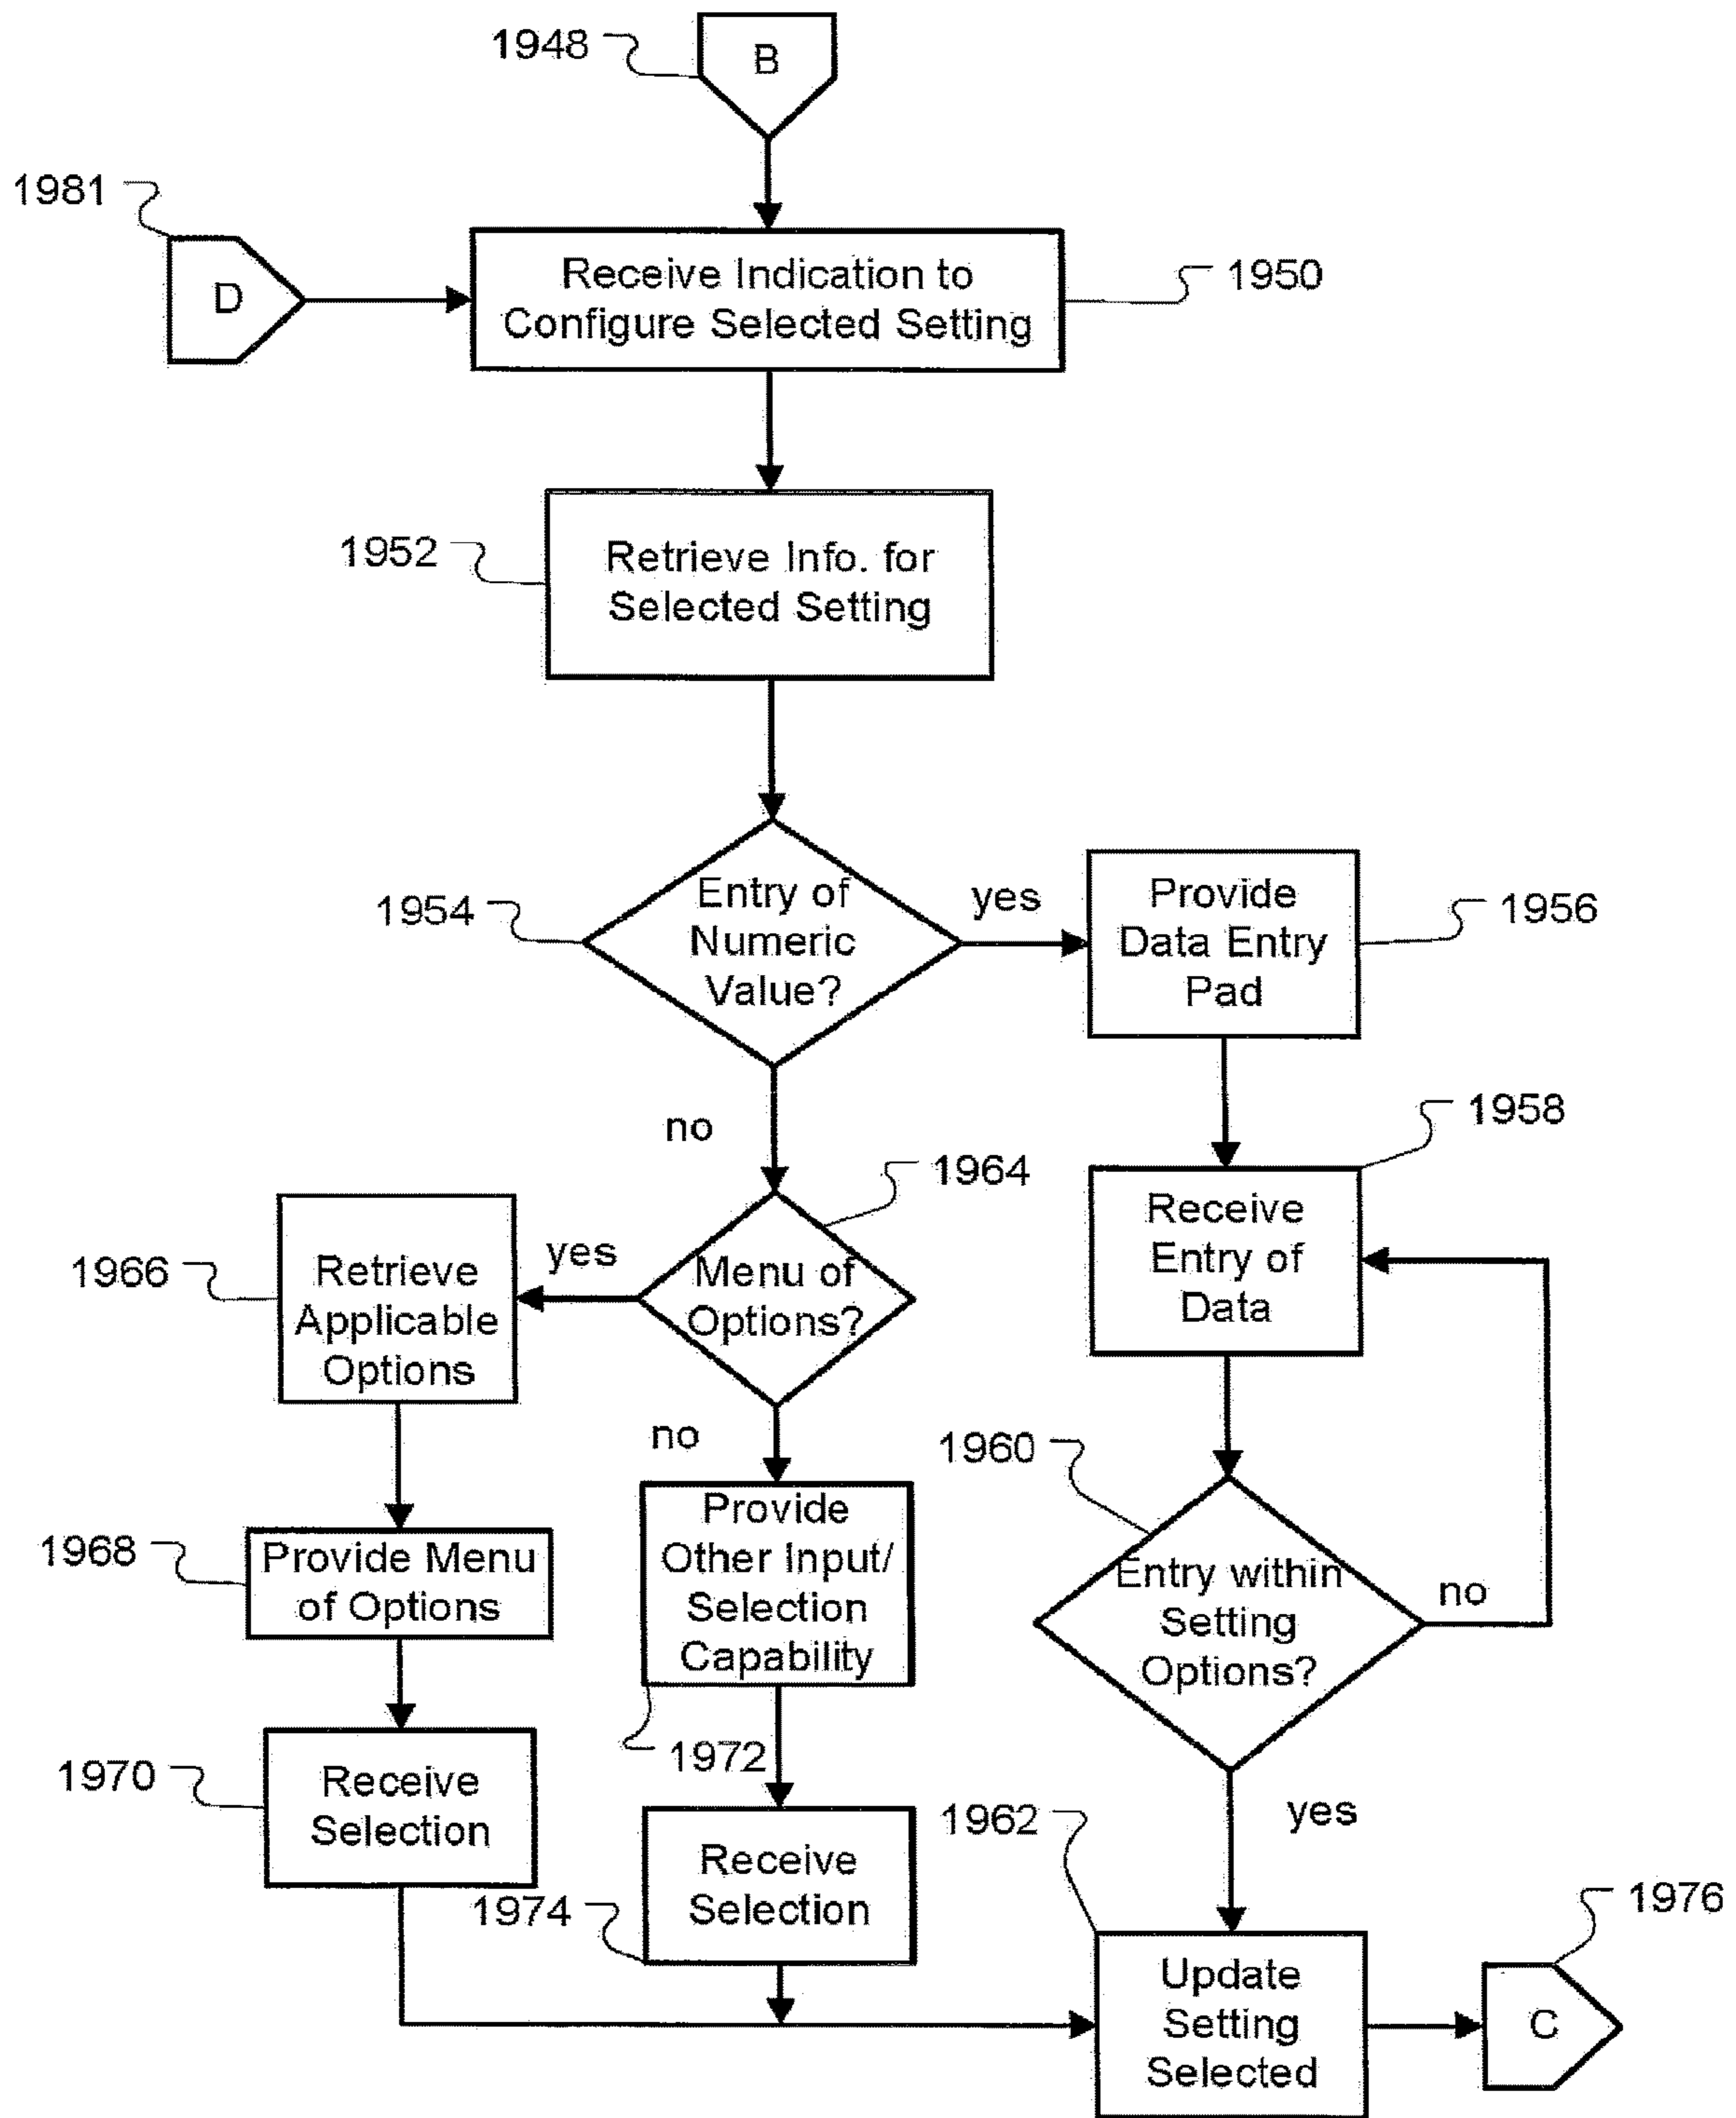 1948
B
1981
D
Receive Indication to
Configure Selected Setting
1950
1952
Retrieve Info. for
Selected Setting
1954
Entry of
Numeric
Value?
yes
Provide
Data Entry
Pad
1956
no
1958
1964
Receive
Entry of
Data
1966
Retrieve
Applicable
Options
yes
Menu of
Options?
no
1960
1968
Provide Menu
of Options
Provide
Other Input/
Selection
Capability
Entry within
Setting
Options?
no
1972
1970
Receive
Selection
yes
1962
1974
Receive
Selection
1976
Update
Setting
Selected
C